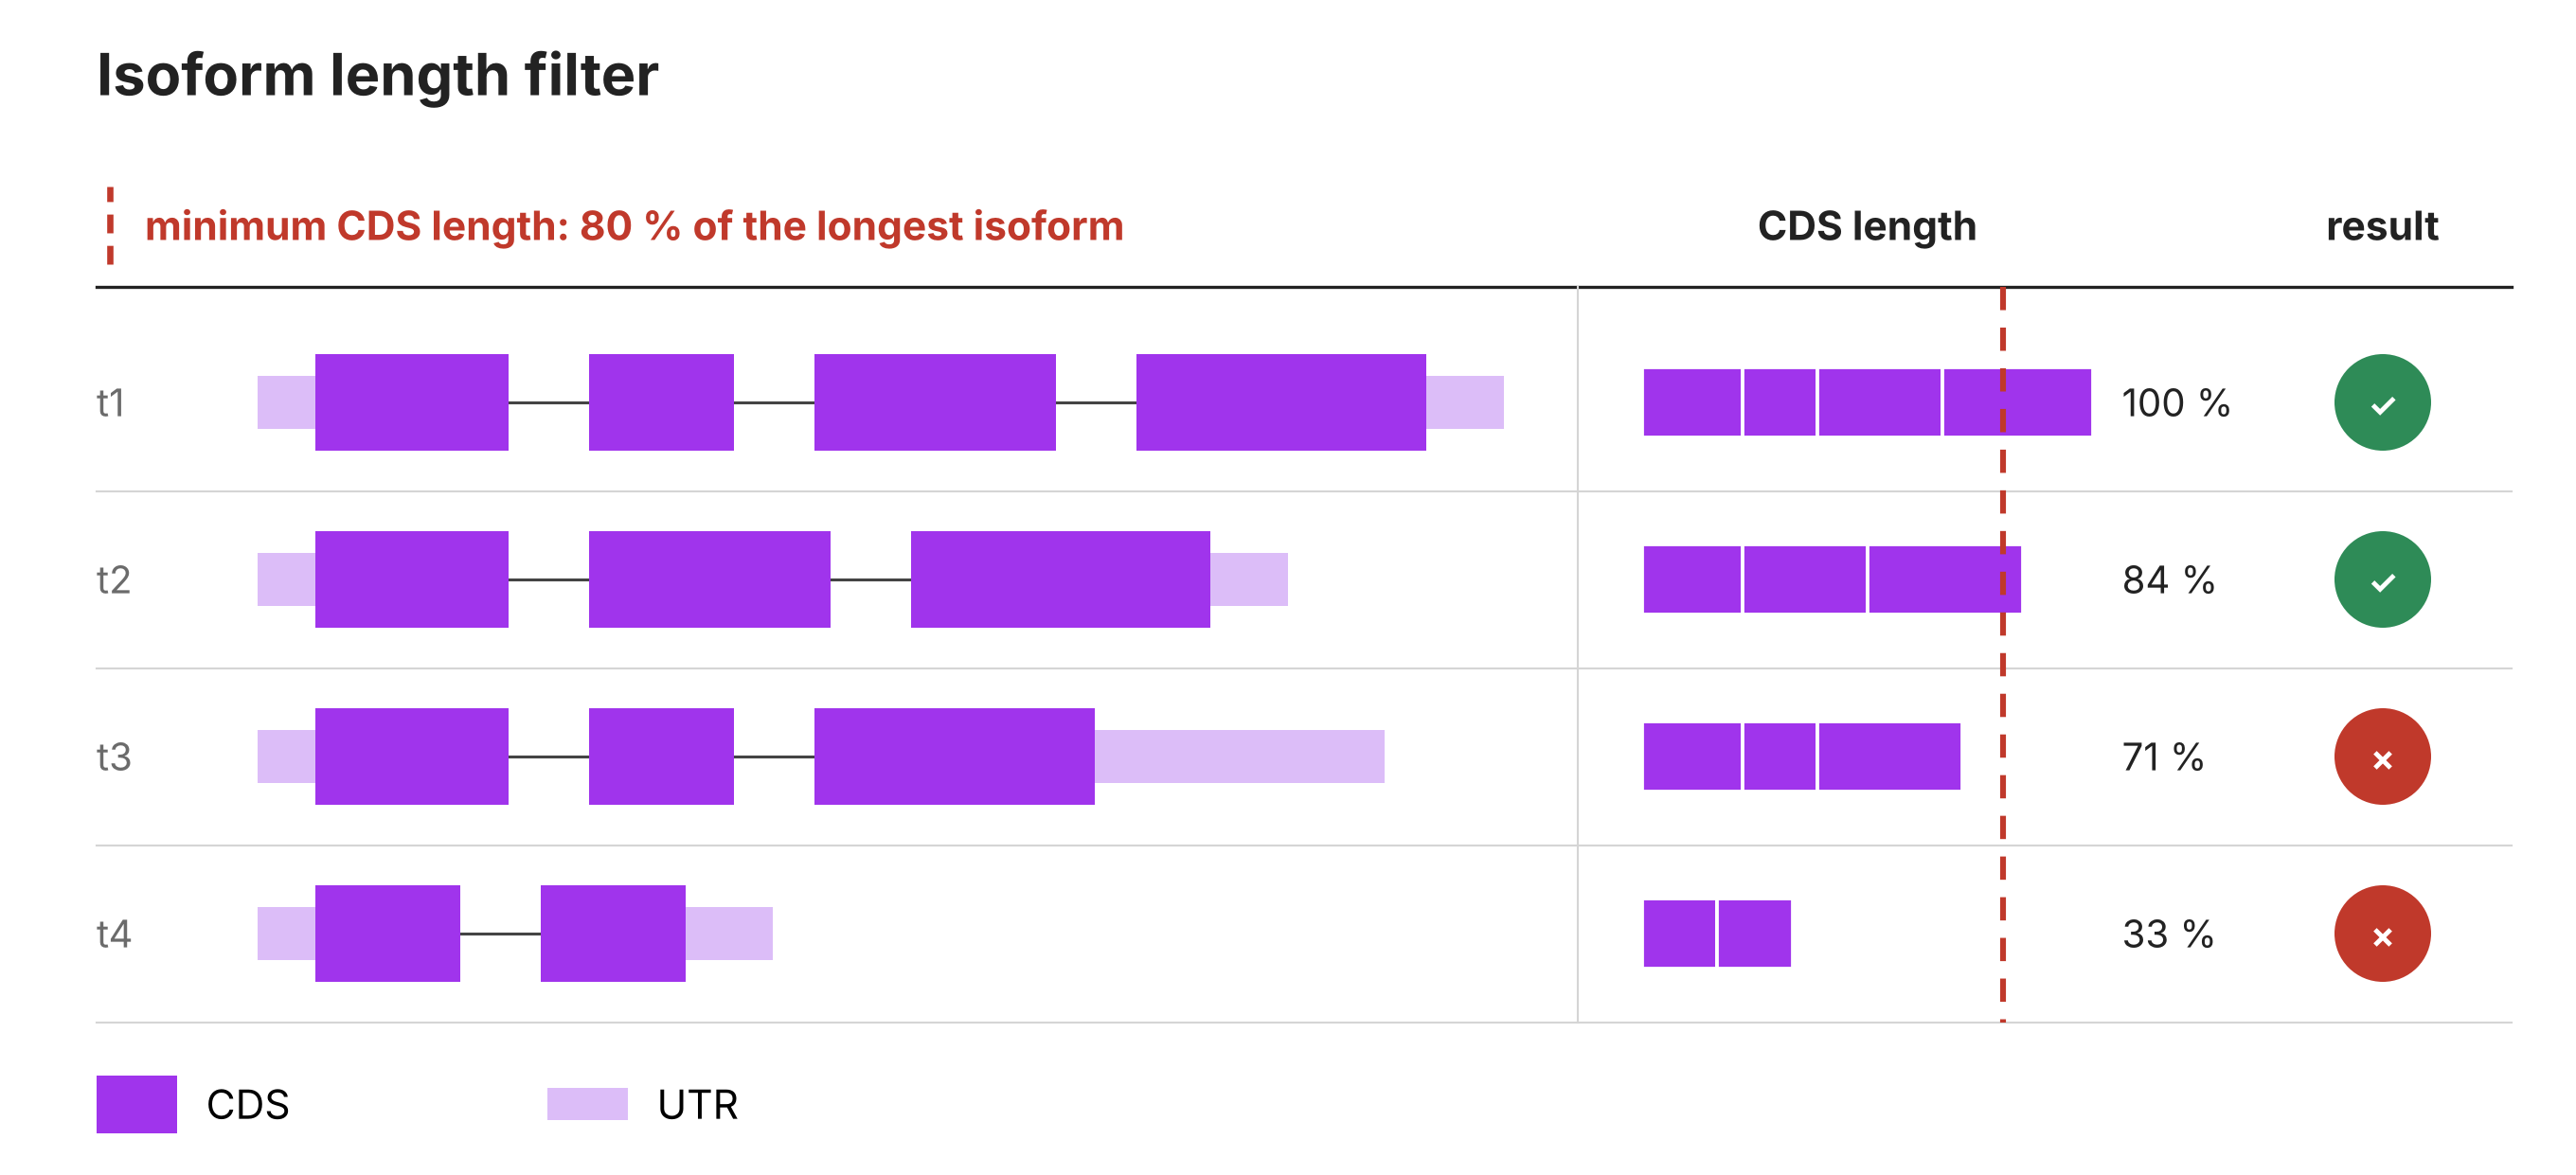 Isoform length filter
minimum CDS length: 80 % of the longest isoform
CDS length
result
t1
100 %
t2
84 %
t3
71 %
t4
33 %
CDS
UTR